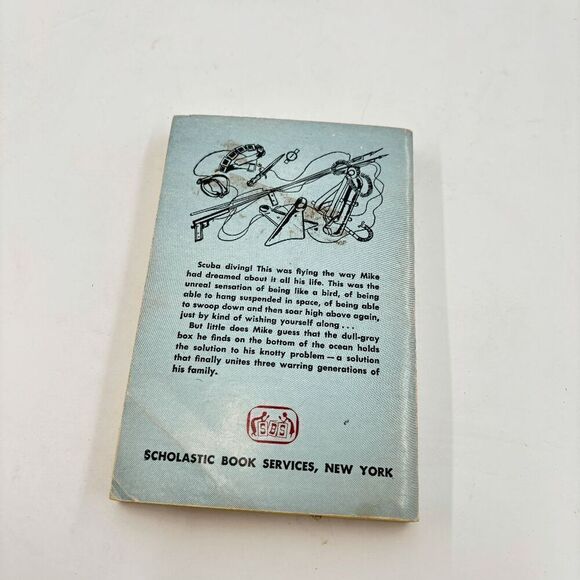 Scuba diving! This was flying the way Mike
had dreamed about it all his life. This was the
unreal sensation of being like a bird, of being
able to hang suspended in space, of being able
to swoop down and then soar high above again,
just by kind of wishing yourself along . . .
But little does Mike guess that the dull-gray
box he finds on the bottom of the ocean holds
the solution to his knotty problem — a solution
that finally unites three warring generations of
his family.
SBS
SCHOLASTIC BOOK SERVICES, NEW YORK